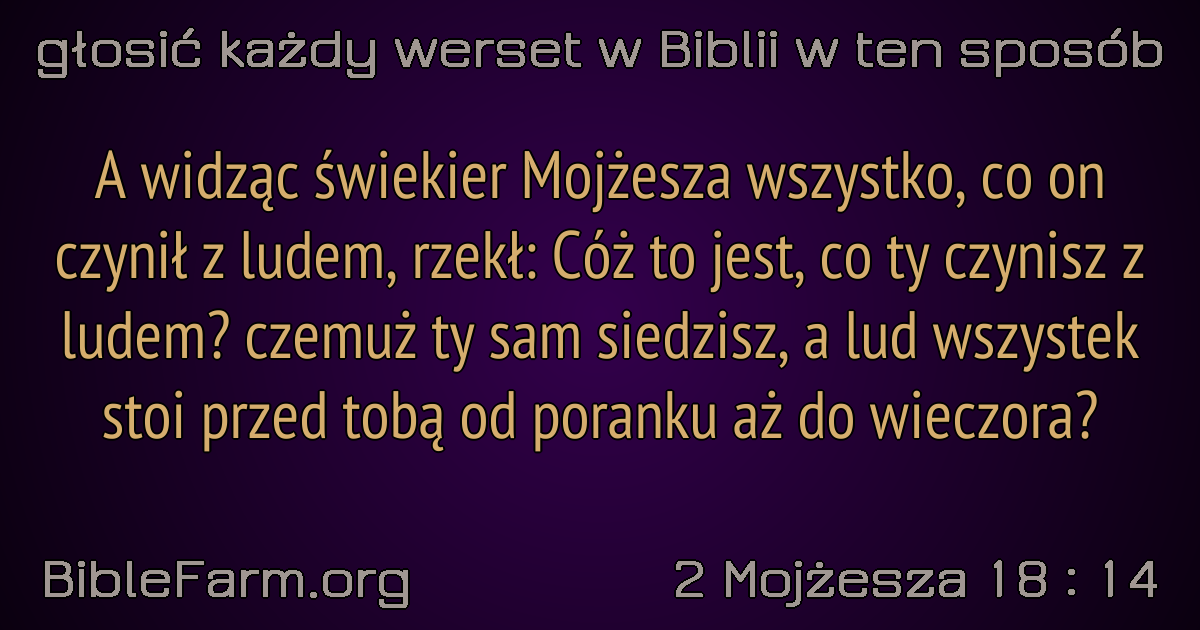 głosić każdy werset w Biblii w ten sposób
A widząc świekier Mojżesza wszystko, co on
czynił z ludem, rzekł: Cóż to jest, co ty czynisz z
ludem? czemuż ty sam siedzisz, a lud wszystek
stoi przed tobą od poranku aż do wieczora?
BibleFarm.org
2 Mojżesza 18 : 14